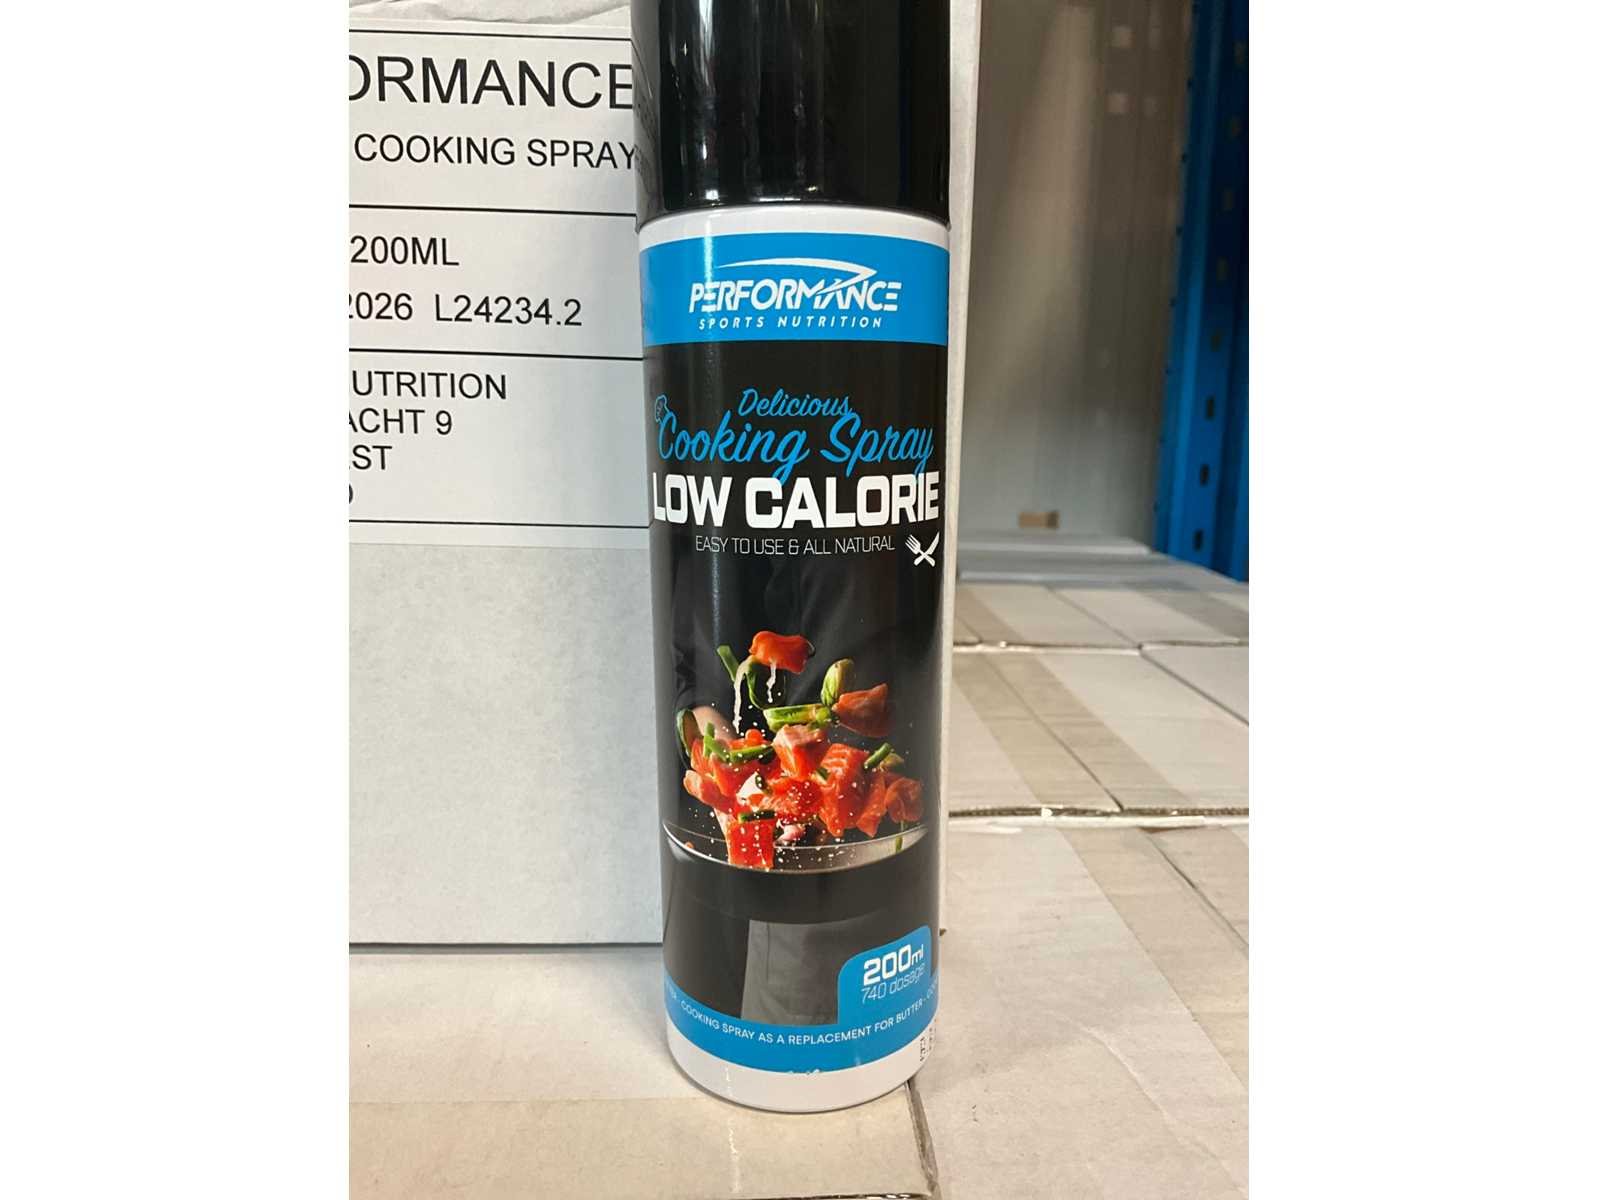 ORMANCE
COOKING SPRAY
200ML
2026 L24234.2
UTRITION
ACHT 9
ST
PERFORMANCE
SPORTS NUTRITION
Delicious
Cooking Spray
LOW CALORIE
EASY TO USE & ALL NATURAL
200ml
740 dosage
COOKING SPRAY AS A REPLACEMENT FOR BUTTER